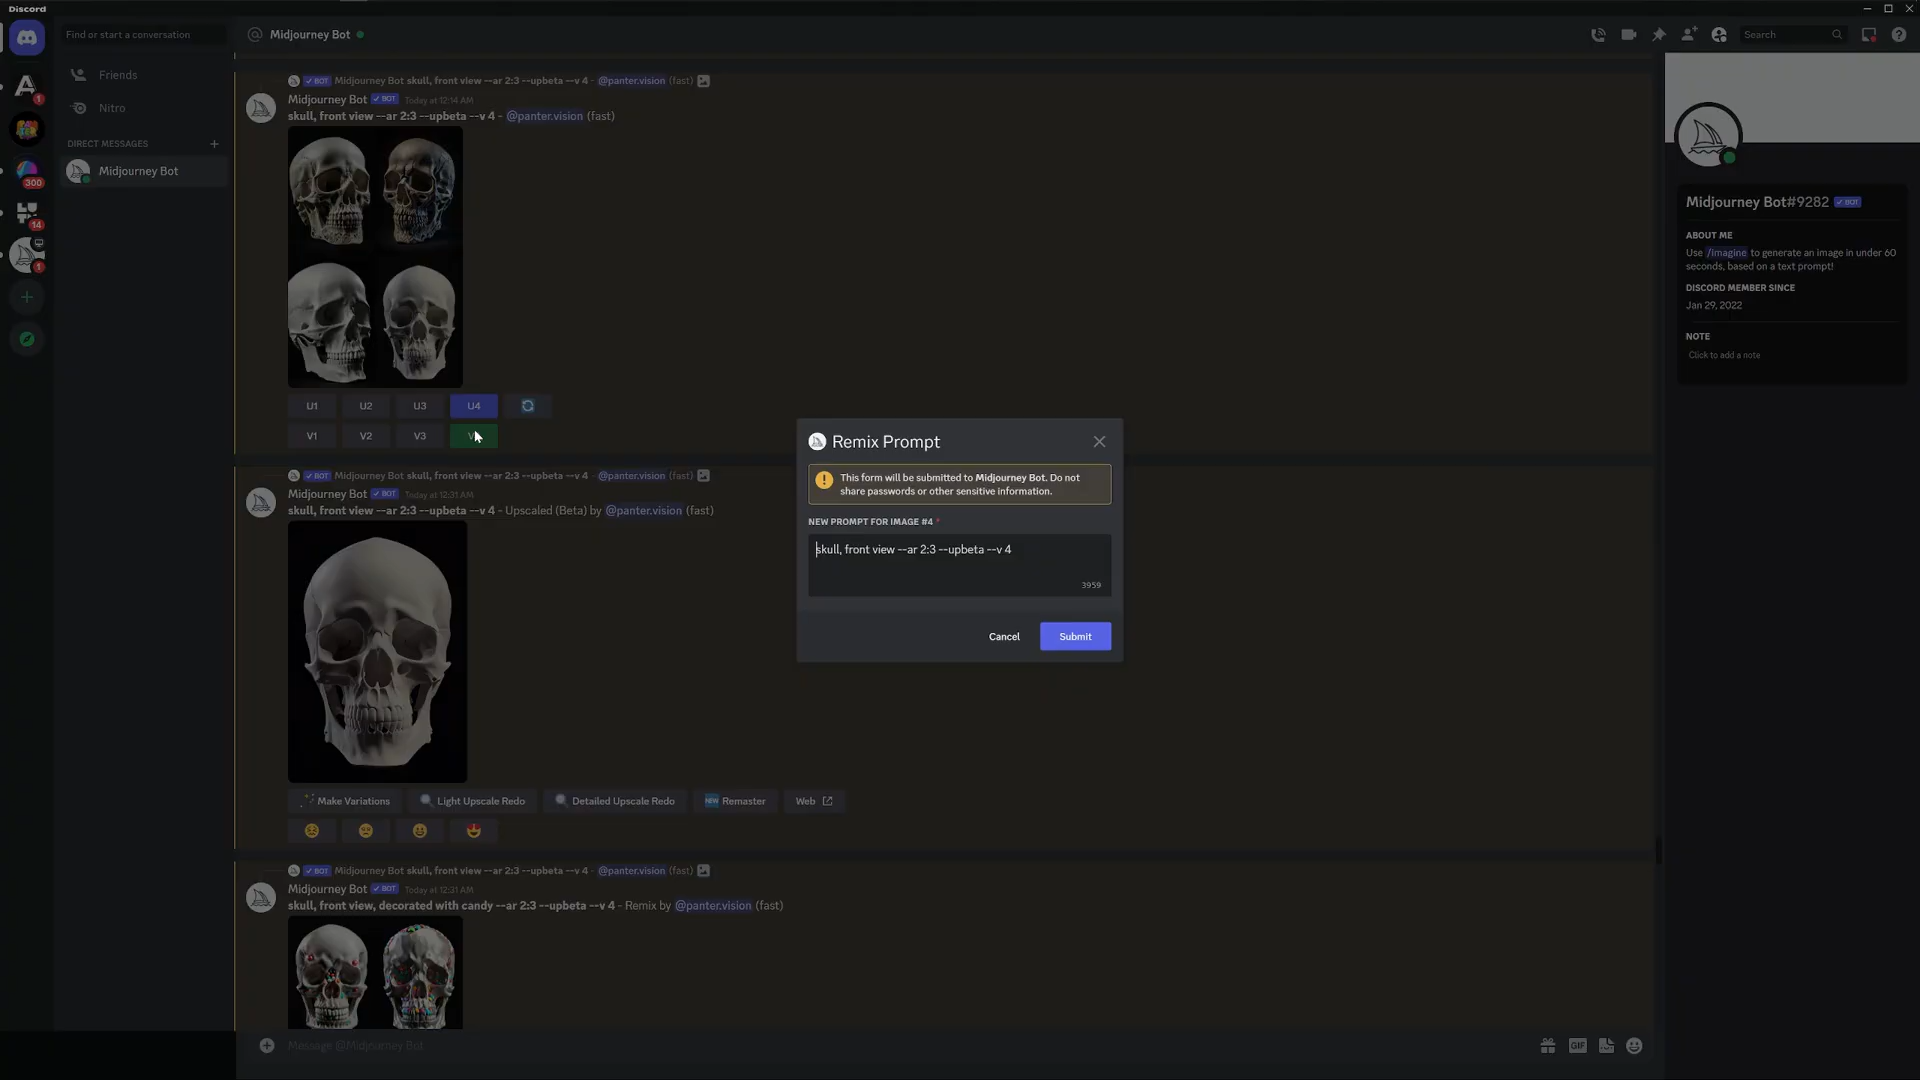 Discord
Find or start a conversation
Midjourney Bot
Search
Friends
Nitro
DIRECT MESSAGES
Midjourney Bot
1
300
14
1
BOT Midjourney Bot skull, front view --ar 2:3 --upbeta --v 4 - @panter.vision (fast)
Midjourney Bot BOT Today at 12:14 AM
skull, front view --ar 2:3 --upbeta --v 4 - @panter.vision (fast)
U1 U2 U3 U4
V1 V2 V3
BOT Midjourney Bot skull, front view --ar 2:3 --upbeta --v 4 - @panter.vision (fast)
Midjourney Bot BOT Today at 12:31 AM
skull, front view --ar 2:3 --upbeta --v 4 - Upscaled (Beta) by @panter.vision (fast)
Make Variations Light Upscale Redo Detailed Upscale Redo NEW Remaster Web
BOT Midjourney Bot skull, front view --ar 2:3 --upbeta --v 4 - @panter.vision (fast)
Midjourney Bot BOT Today at 12:31 AM
skull, front view, decorated with candy --ar 2:3 --upbeta --v 4 - Remix by @panter.vision (fast)
Message @Midjourney Bot
GIF
Remix Prompt
This form will be submitted to Midjourney Bot. Do not
share passwords or other sensitive information.
NEW PROMPT FOR IMAGE #4 *
skull, front view --ar 2:3 --upbeta --v 4
3959
Cancel
Submit
Midjourney Bot#9282 BOT
ABOUT ME
Use /imagine to generate an image in under 60
seconds, based on a text prompt!
DISCORD MEMBER SINCE
Jan 29, 2022
NOTE
Click to add a note